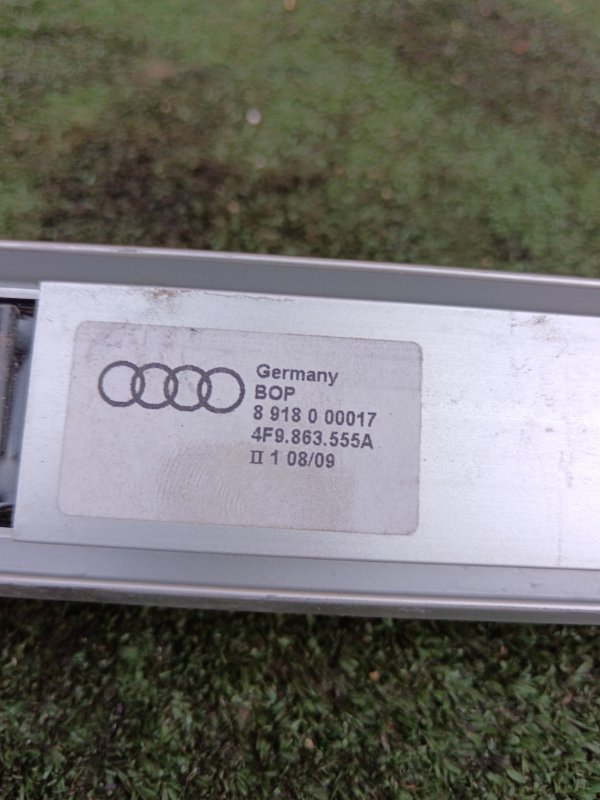 Germany
BOP
8 918 0 00017
4F9.863.555A
II 1 08/09